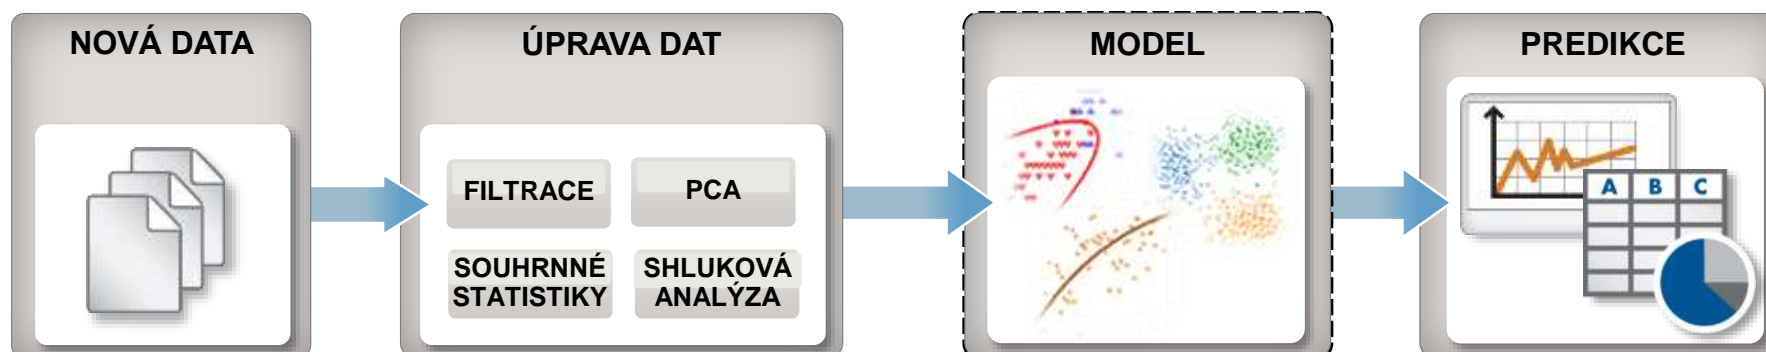 NOVÁ DATA
ÚPRAVA DAT
FILTRACE
PCA
SOUHRNNÉ
STATISTIKY
SHLUKOVÁ
ANALÝZA
MODEL
PREDIKCE
A B C